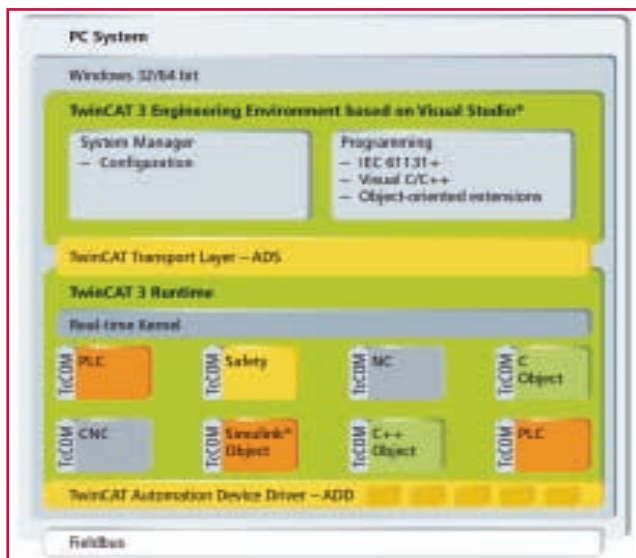 PC System
Windows 32/64 bit
TwinCAT 3 Engineering Environment based on Visual Studio®
System Manager
– Configuration
Programming
– IEC 61131+
– Visual C/C++
– Object-oriented extensions
TwinCAT Transport Layer – ADS
TwinCAT 3 Runtime
Real-time Kernel
TcCOM PLC
TcCOM Safety
TcCOM NC
TcCOM C
Object
TcCOM CNC
TcCOM Simulink®
Object
TcCOM C++
Object
TcCOM PLC
TwinCAT Automation Device Driver – ADD
Fieldbus